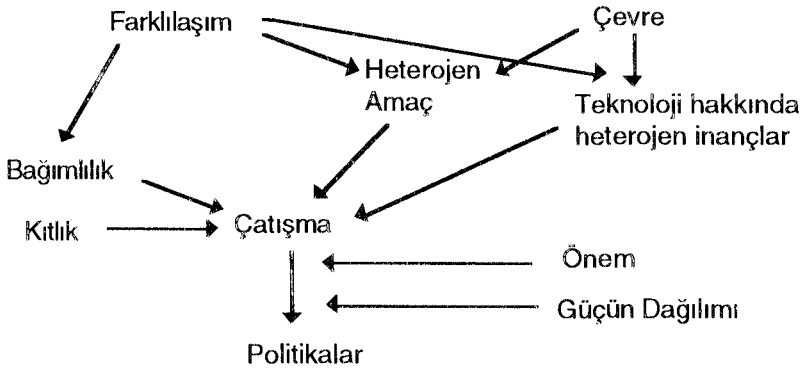 Farklılaşım
Çevre
Heterojen
Amaç
Teknoloji hakkında
heterojen inançlar
Bağımlılık
Kıtlık
Çatışma
Önem
Güçün Dağılımı
Politikalar